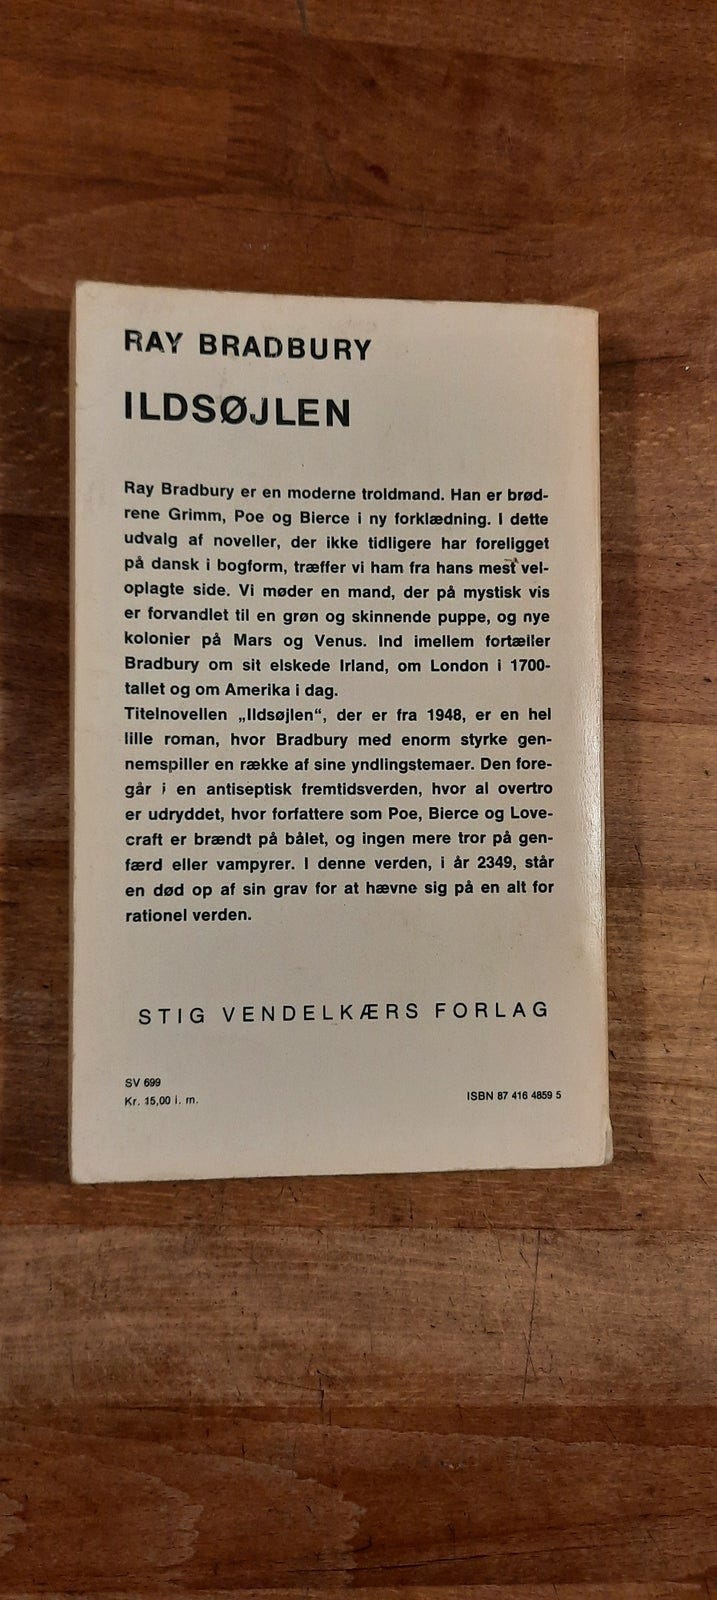 RAY BRADBURY
ILDSØJLEN
Ray Bradbury er en moderne troldmand. Han er brød-
rene Grimm, Poe og Bierce i ny forklædning. I dette
udvalg af noveller, der ikke tidligere har foreligget
på dansk i bogform, træffer vi ham fra hans mest vel-
oplagte side. Vi møder en mand, der på mystisk vis
er forvandlet til en grøn og skinnende puppe, og nye
kolonier på Mars og Venus. Ind imellem fortæller
Bradbury om sit elskede Irland, om London i 1700-
tallet og om Amerika i dag.
Titelnovellen „Ildsøjlen“, der er fra 1948, er en hel
lille roman, hvor Bradbury med enorm styrke gen-
nemspiller en række af sine yndlingstemaer. Den fore-
går i en antiseptisk fremtidsverden, hvor al overtro
er udryddet, hvor forfattere som Poe, Bierce og Love-
craft er brændt på bålet, og ingen mere tror på gen-
færd eller vampyrer. I denne verden, i år 2349, står
en død op af sin grav for at hævne sig på en alt for
rationel verden.
STIG VENDELKÆRS FORLAG
SV 699
Kr. 15,00 i. m.
ISBN 87 416 4859 5